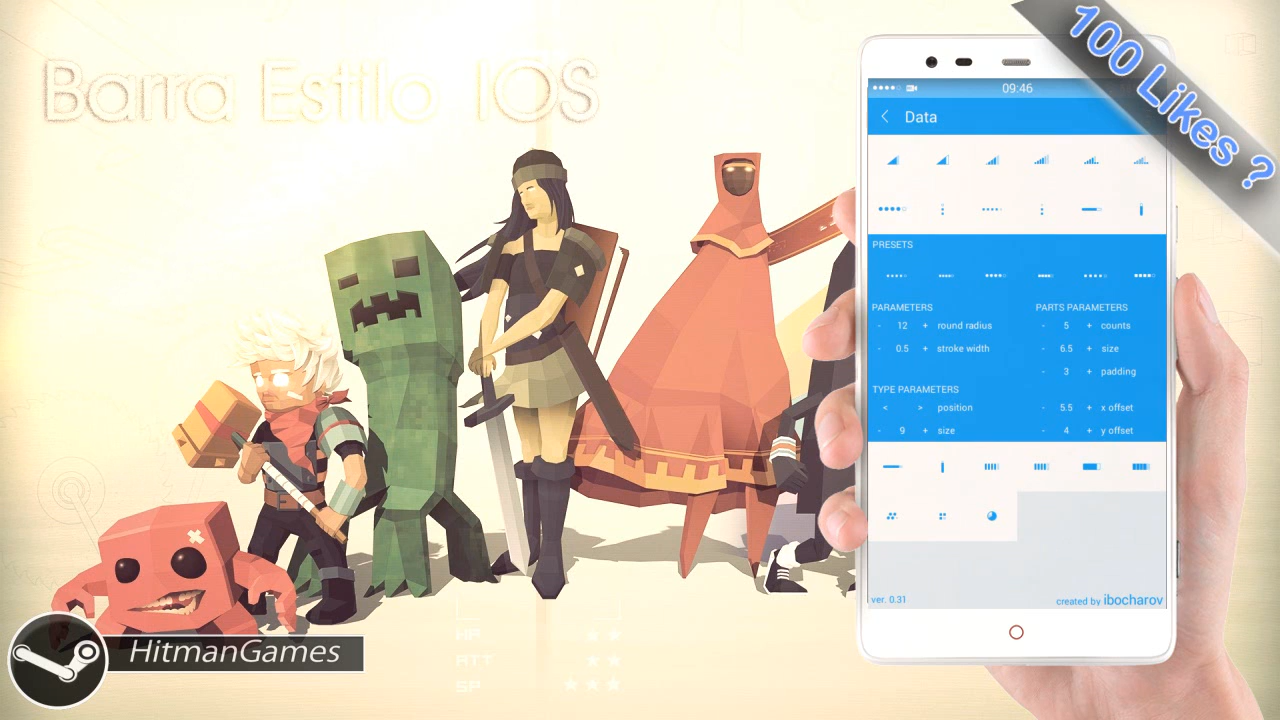 Barra Estilo IOS
100 Likes ?
09:46
Data
PRESETS
PARAMETERS
- 12 + round radius
- 0.5 + stroke width
PARTS PARAMETERS
- 5 + counts
- 6.5 + size
- 3 + padding
TYPE PARAMETERS
< > position
- 9 + size
- 5.5 + x offset
- 4 + y offset
ver. 0.31
created by ibocharov
HP
ATT
SP
HitmanGames